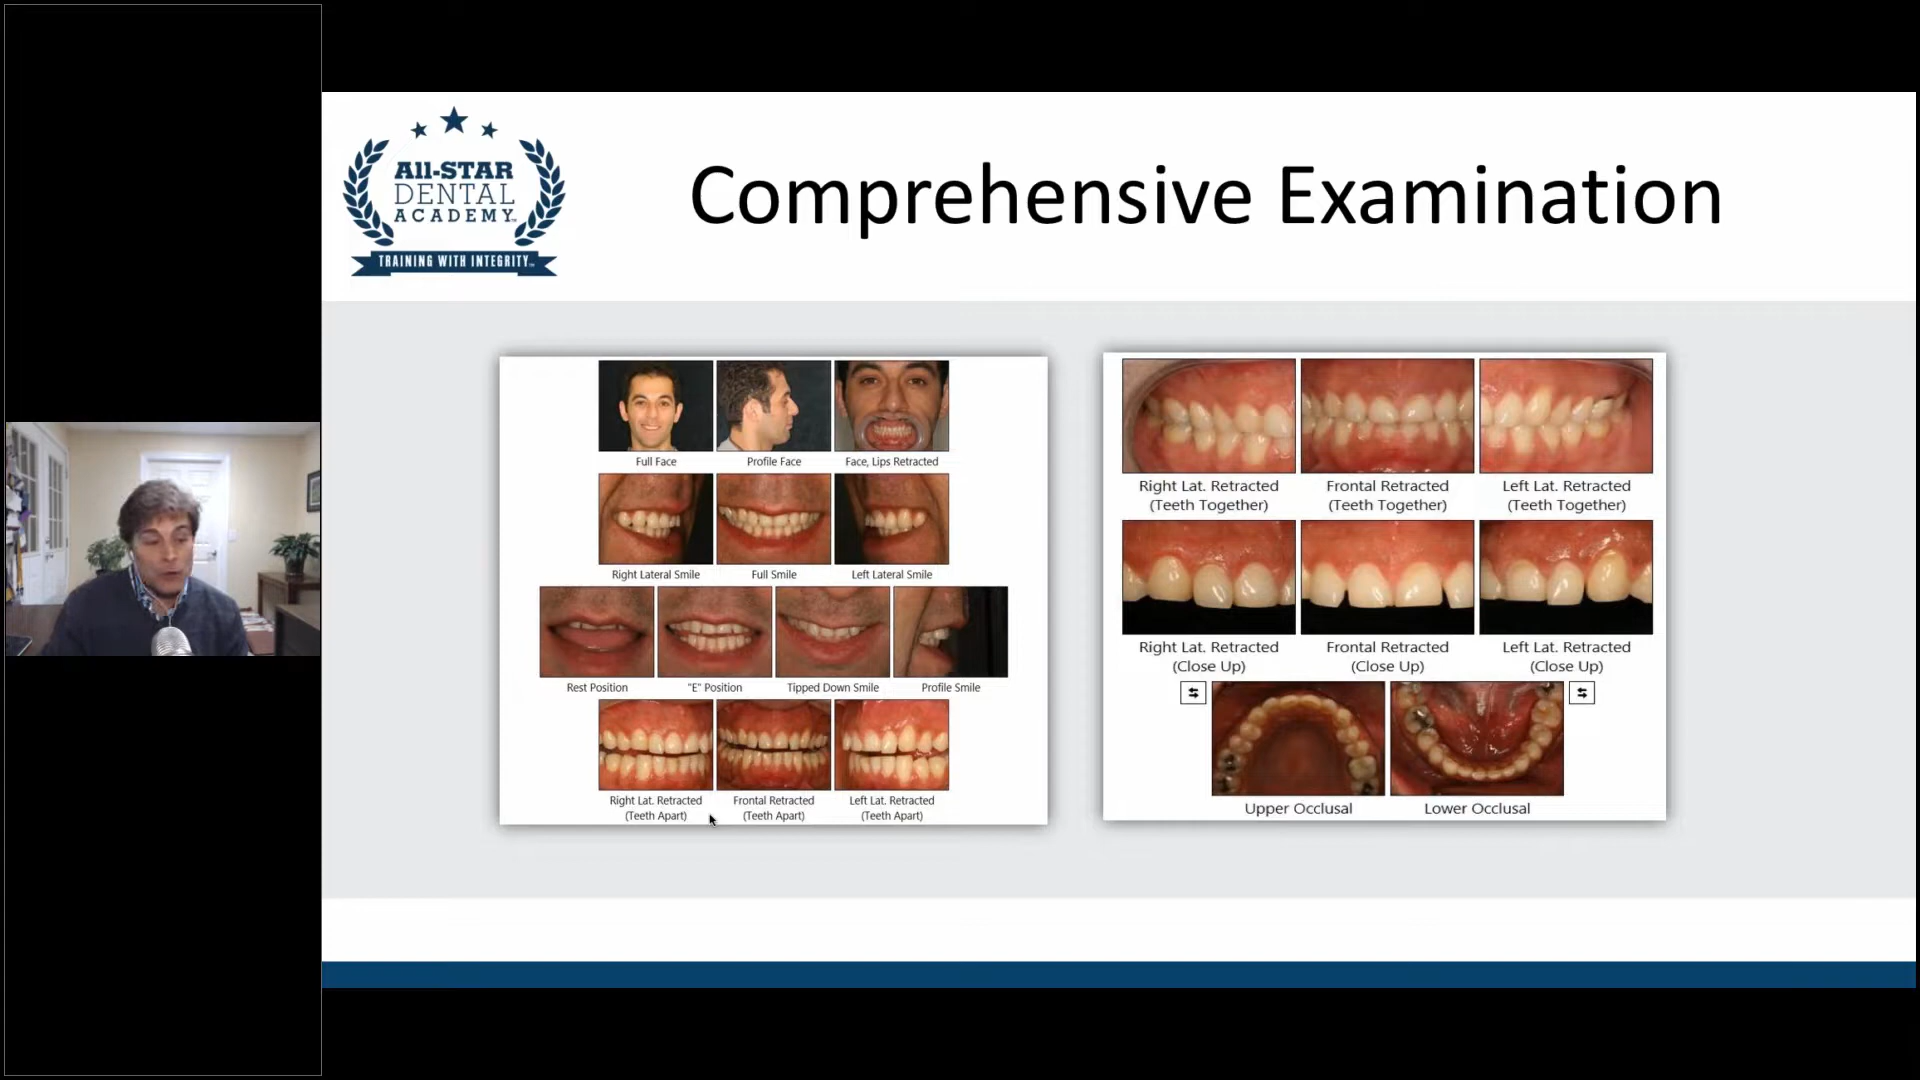 All-STAR
DENTAL
ACADEMY
TRAINING WITH INTEGRITY
Comprehensive Examination
Full Face
Profile Face
Face, Lips Retracted
Right Lateral Smile
Full Smile
Left Lateral Smile
Rest Position
"E" Position
Tipped Down Smile
Profile Smile
Right Lat. Retracted
(Teeth Apart)
Frontal Retracted
(Teeth Apart)
Left Lat. Retracted
(Teeth Apart)
Right Lat. Retracted
(Teeth Together)
Frontal Retracted
(Teeth Together)
Left Lat. Retracted
(Teeth Together)
Right Lat. Retracted
(Close Up)
Frontal Retracted
(Close Up)
Left Lat. Retracted
(Close Up)
Upper Occlusal
Lower Occlusal